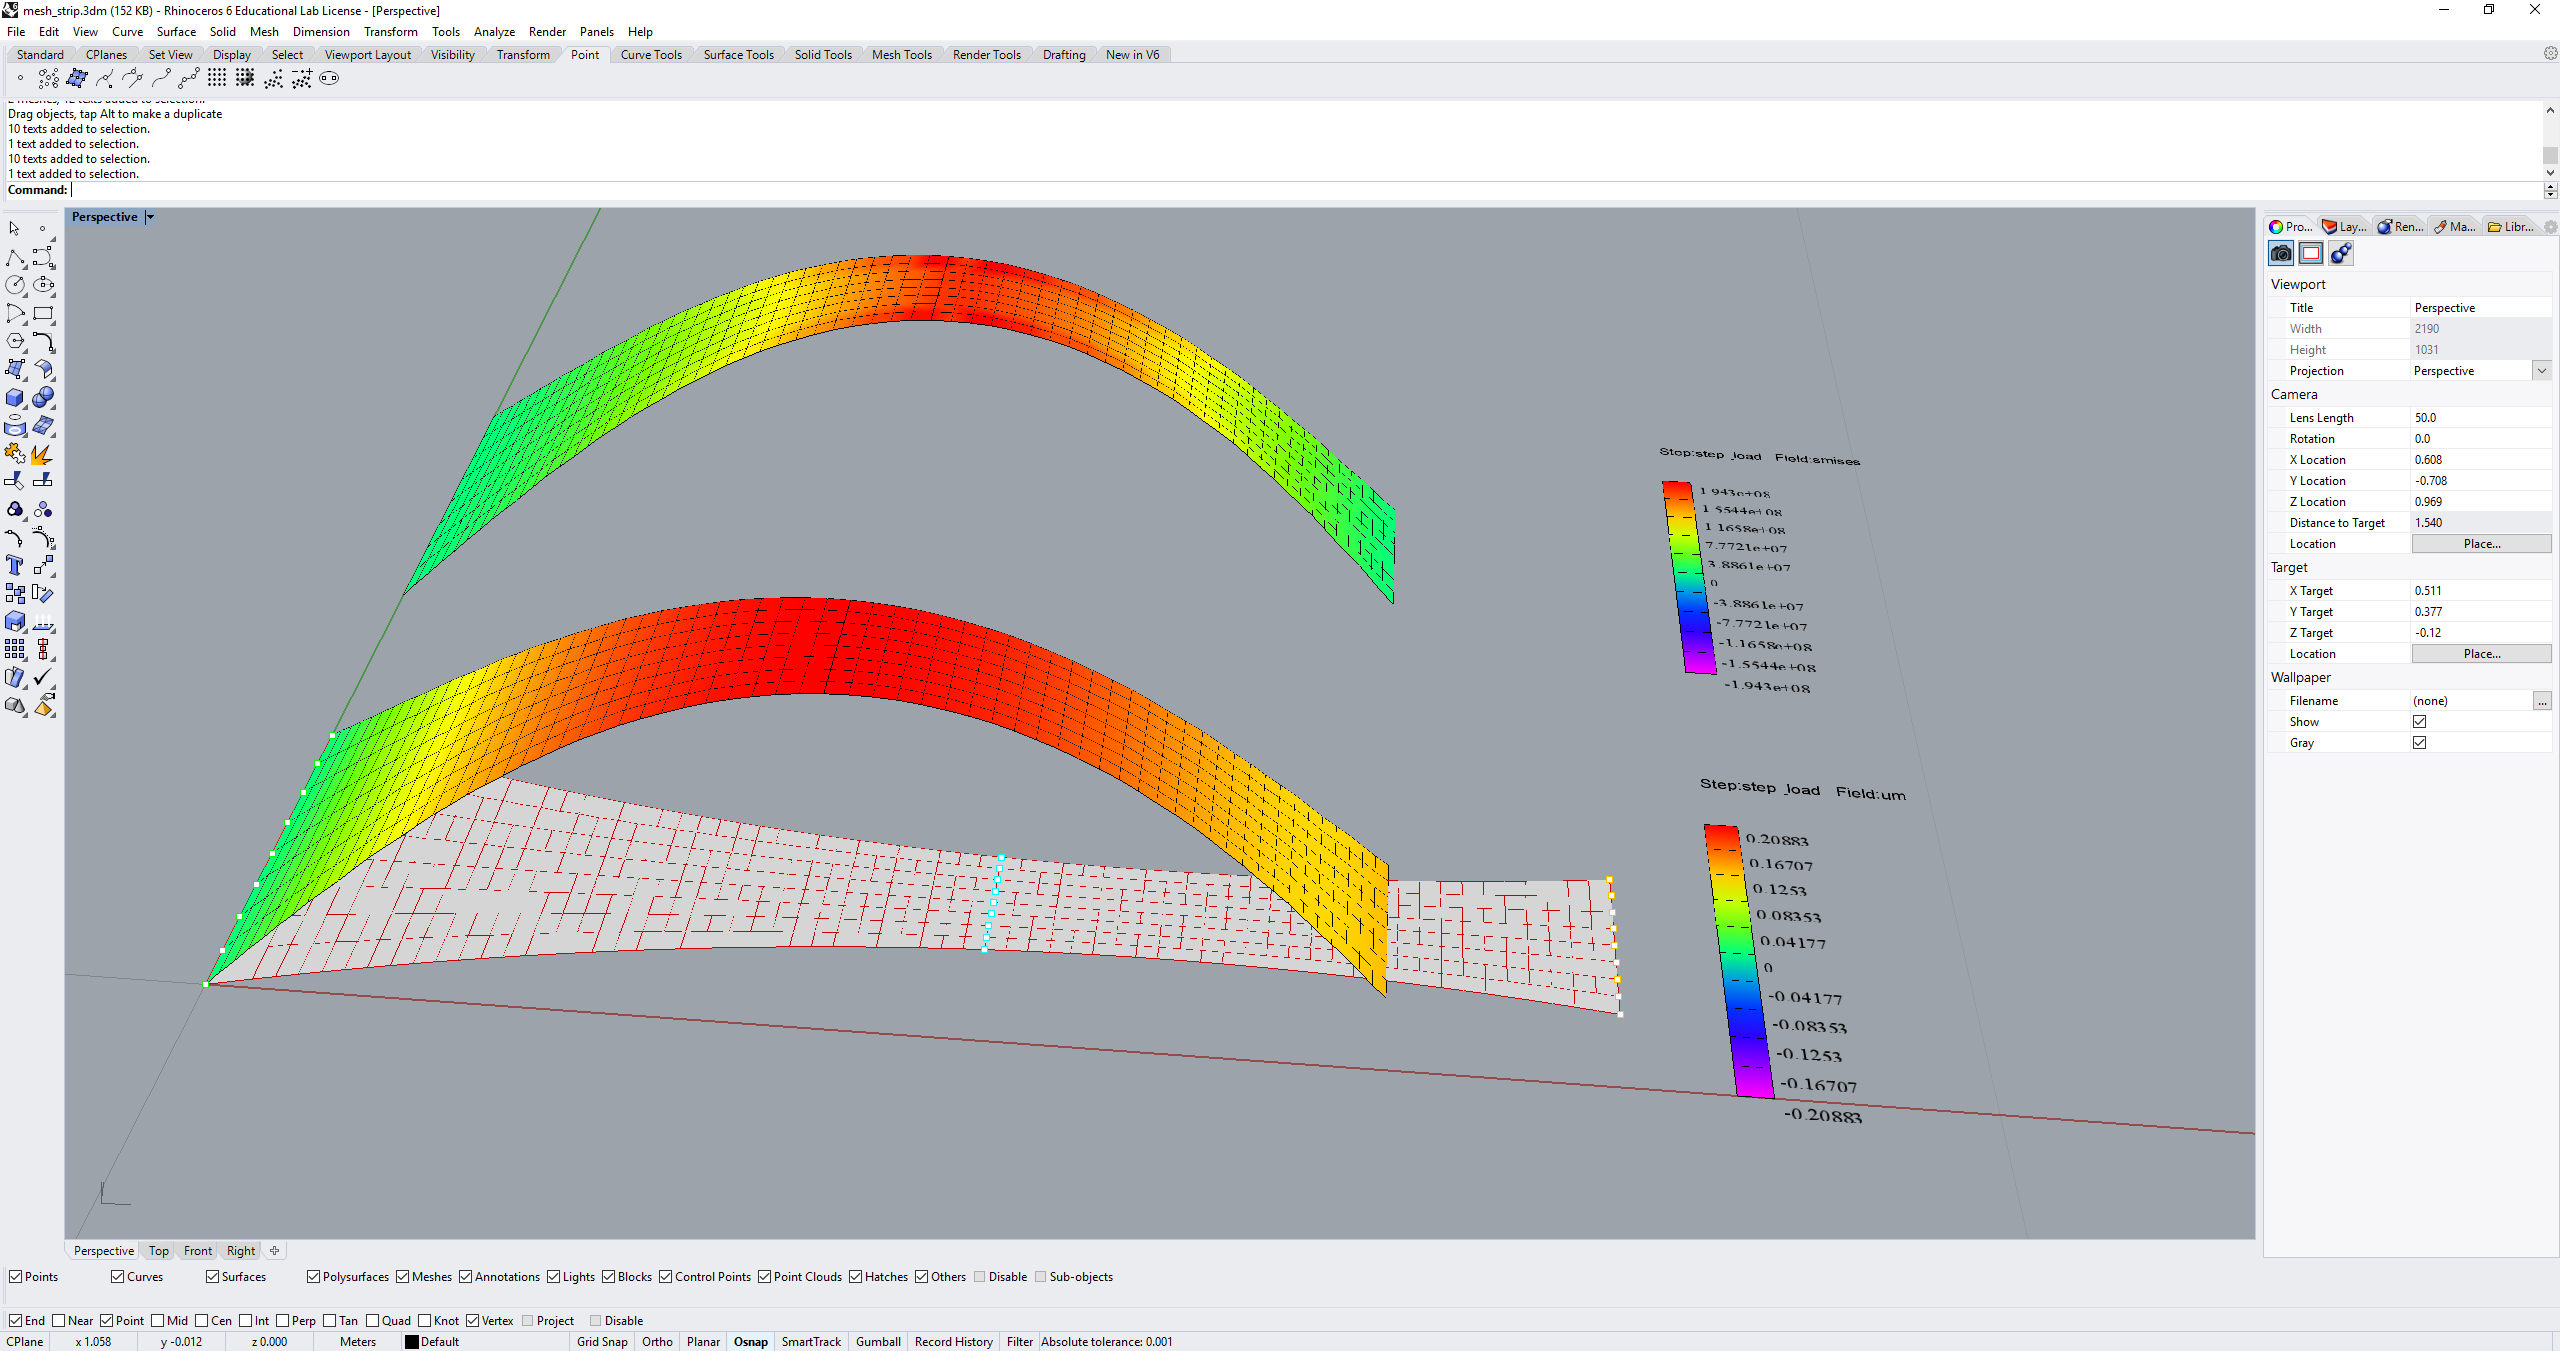 mesh_strip.3dm (152 KB) - Rhinoceros 6 Educational Lab License - [Perspective]
File Edit View Curve Surface Solid Mesh Dimension Transform Tools Analyze Render Panels Help
Standard CPlanes Set View Display Select Viewport Layout Visibility Transform Point Curve Tools Surface Tools Solid Tools Mesh Tools Render Tools Drafting New in V6
2 meshes, 12 texts added to selection.
Drag objects, tap Alt to make a duplicate
10 texts added to selection.
1 text added to selection.
10 texts added to selection.
1 text added to selection.
Command:
Perspective
Step:step_load Field:smises
1.943e+08
1.5544e+08
1.1658e+08
7.7721e+07
3.8861e+07
0
-3.8861e+07
-7.7721e+07
-1.1658e+08
-1.5544e+08
-1.943e+08
Step:step_load Field:um
0.20883
0.16707
0.1253
0.08353
0.04177
0
-0.04177
-0.08353
-0.1253
-0.16707
-0.20883
Pro... Lay... Ren... Ma... Libr...
Viewport
Title Perspective
Width 2190
Height 1031
Projection Perspective
Camera
Lens Length 50.0
Rotation 0.0
X Location 0.608
Y Location -0.708
Z Location 0.969
Distance to Target 1.540
Location Place...
Target
X Target 0.511
Y Target 0.377
Z Target -0.12
Location Place...
Wallpaper
Filename (none) ...
Show
Gray
Perspective Top Front Right
Points Curves Surfaces Polysurfaces Meshes Annotations Lights Blocks Control Points Point Clouds Hatches Others Disable Sub-objects
End Near Point Mid Cen Int Perp Tan Quad Knot Vertex Project Disable
CPlane x 1.058 y -0.012 z 0.000 Meters Default Grid Snap Ortho Planar Osnap SmartTrack Gumball Record History Filter Absolute tolerance: 0.001